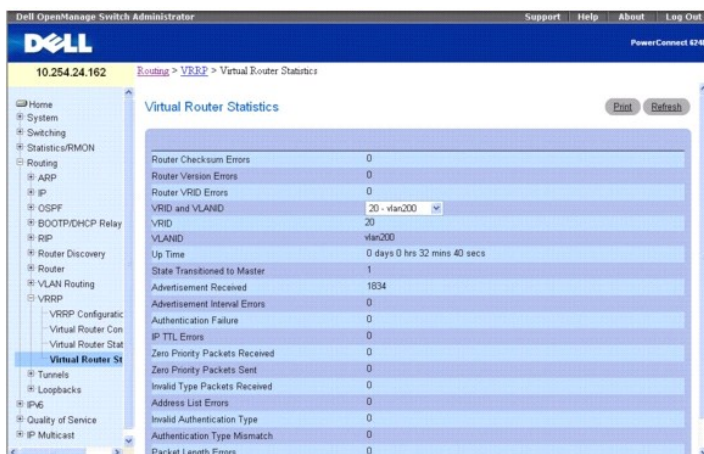 Dell OpenManage Switch Administrator Support Help About Log Out
DELL
PowerConnect 6248
10.254.24.162
Routing > VRRP > Virtual Router Statistics
Home
System
Switching
Statistics/RMON
Routing
ARP
IP
OSPF
BOOTP/DHCP Relay
RIP
Router Discovery
Router
VLAN Routing
VRRP
VRRP Configuratic
Virtual Router Con
Virtual Router Stat
Virtual Router St
Tunnels
Loopbacks
IPv6
Quality of Service
IP Multicast
Virtual Router Statistics
Print Refresh
Router Checksum Errors 0
Router Version Errors 0
Router VRID Errors 0
VRID and VLANID 20 - vlan200
VRID 20
VLANID vlan200
Up Time 0 days 0 hrs 32 mins 40 secs
State Transitioned to Master 1
Advertisement Received 1834
Advertisement Interval Errors 0
Authentication Failure 0
IP TTL Errors 0
Zero Priority Packets Received 0
Zero Priority Packets Sent 0
Invalid Type Packets Received 0
Address List Errors 0
Invalid Authentication Type 0
Authentication Type Mismatch 0
Packet Length Errors 0